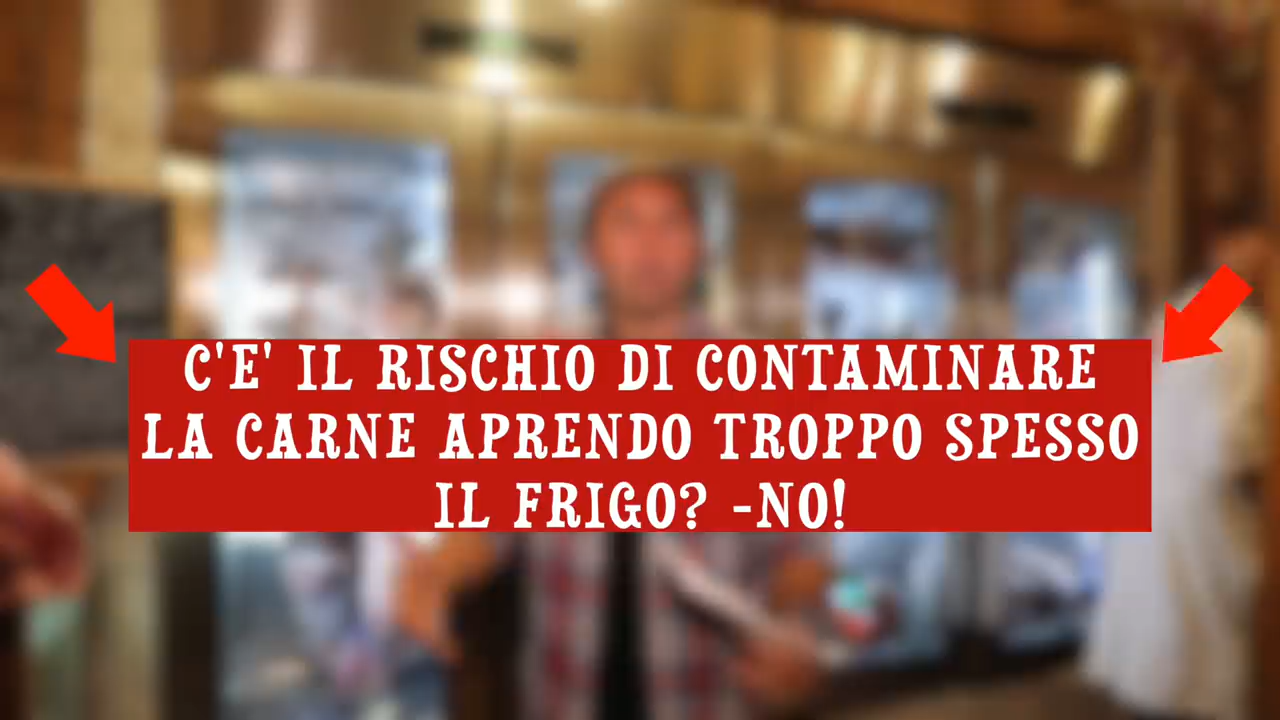 C'E' IL RISCHIO DI CONTAMINARE
LA CARNE APRENDO TROPPO SPESSO
IL FRIGO? -NO!